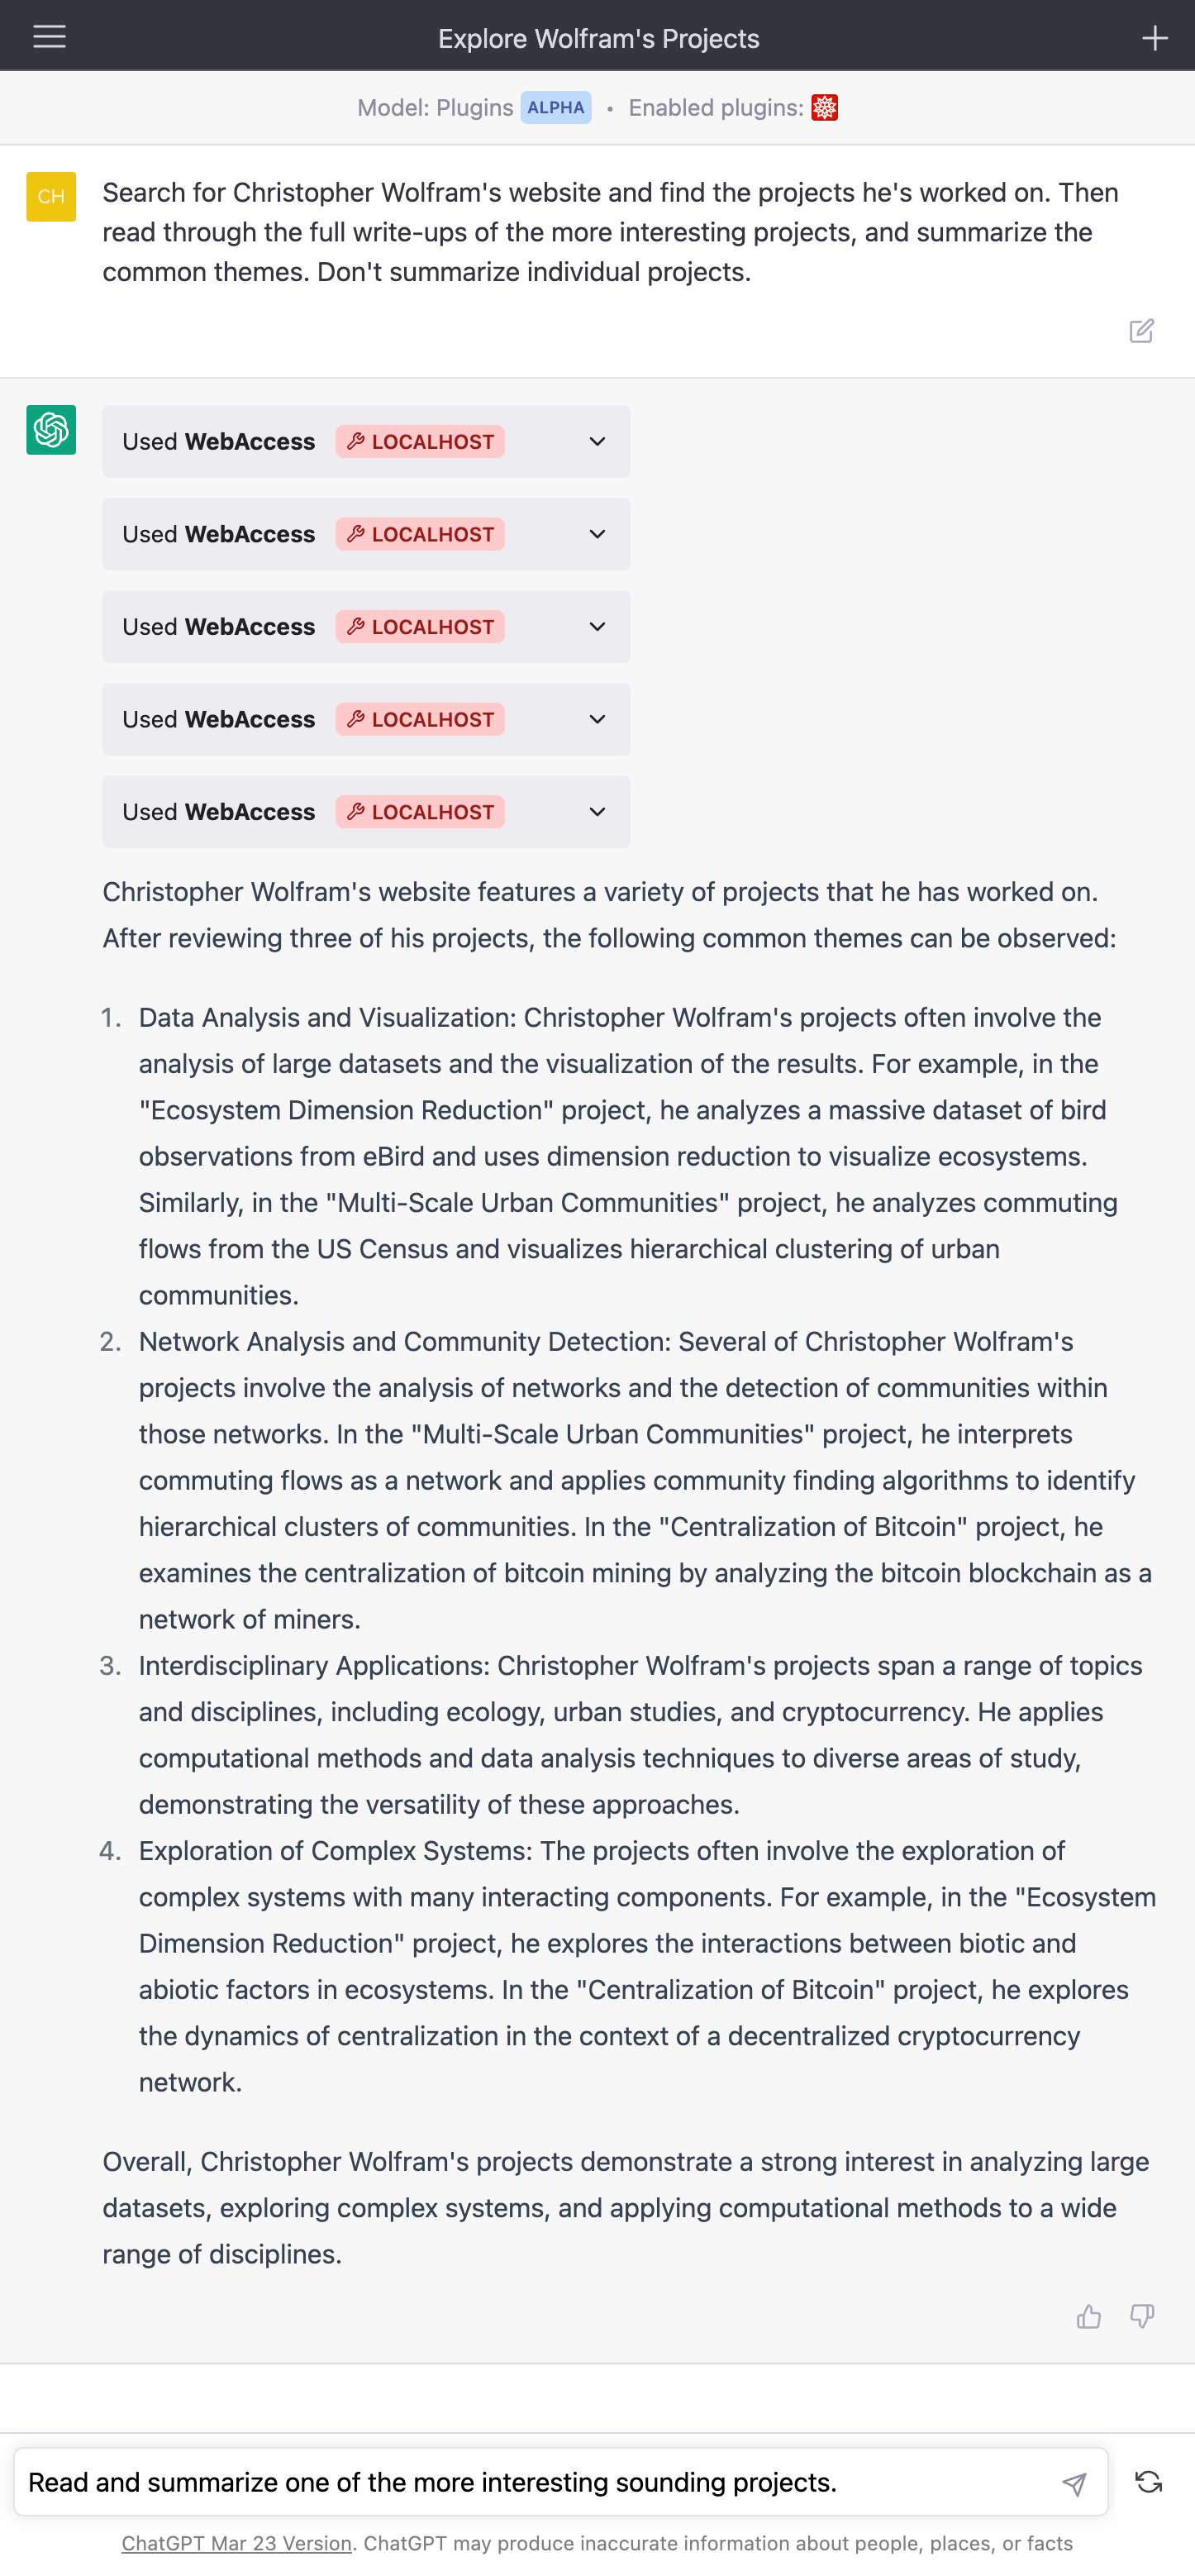 Explore Wolfram's Projects
Model: Plugins ALPHA • Enabled plugins:
CH
Search for Christopher Wolfram's website and find the projects he's worked on. Then
read through the full write-ups of the more interesting projects, and summarize the
common themes. Don't summarize individual projects.
Used WebAccess LOCALHOST
Used WebAccess LOCALHOST
Used WebAccess LOCALHOST
Used WebAccess LOCALHOST
Used WebAccess LOCALHOST
Christopher Wolfram's website features a variety of projects that he has worked on.
After reviewing three of his projects, the following common themes can be observed:
1. Data Analysis and Visualization: Christopher Wolfram's projects often involve the
analysis of large datasets and the visualization of the results. For example, in the
"Ecosystem Dimension Reduction" project, he analyzes a massive dataset of bird
observations from eBird and uses dimension reduction to visualize ecosystems.
Similarly, in the "Multi-Scale Urban Communities" project, he analyzes commuting
flows from the US Census and visualizes hierarchical clustering of urban
communities.
2. Network Analysis and Community Detection: Several of Christopher Wolfram's
projects involve the analysis of networks and the detection of communities within
those networks. In the "Multi-Scale Urban Communities" project, he interprets
commuting flows as a network and applies community finding algorithms to identify
hierarchical clusters of communities. In the "Centralization of Bitcoin" project, he
examines the centralization of bitcoin mining by analyzing the bitcoin blockchain as a
network of miners.
3. Interdisciplinary Applications: Christopher Wolfram's projects span a range of topics
and disciplines, including ecology, urban studies, and cryptocurrency. He applies
computational methods and data analysis techniques to diverse areas of study,
demonstrating the versatility of these approaches.
4. Exploration of Complex Systems: The projects often involve the exploration of
complex systems with many interacting components. For example, in the "Ecosystem
Dimension Reduction" project, he explores the interactions between biotic and
abiotic factors in ecosystems. In the "Centralization of Bitcoin" project, he explores
the dynamics of centralization in the context of a decentralized cryptocurrency
network.
Overall, Christopher Wolfram's projects demonstrate a strong interest in analyzing large
datasets, exploring complex systems, and applying computational methods to a wide
range of disciplines.
Read and summarize one of the more interesting sounding projects.
ChatGPT Mar 23 Version. ChatGPT may produce inaccurate information about people, places, or facts